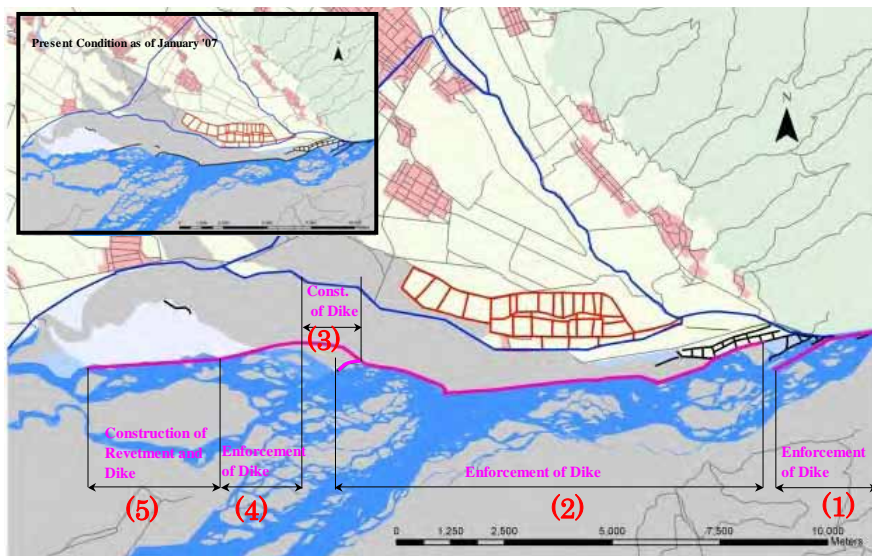 Present Condition as of January '07
N
N
Const.
of Dike
(3)
Construction of
Revetment and
Dike
(5)
Enforcement
of Dike
(4)
Enforcement of Dike
(2)
Enforcement
of Dike
(1)
0 1,250 2,500 5,000 7,500 10,000
Meters